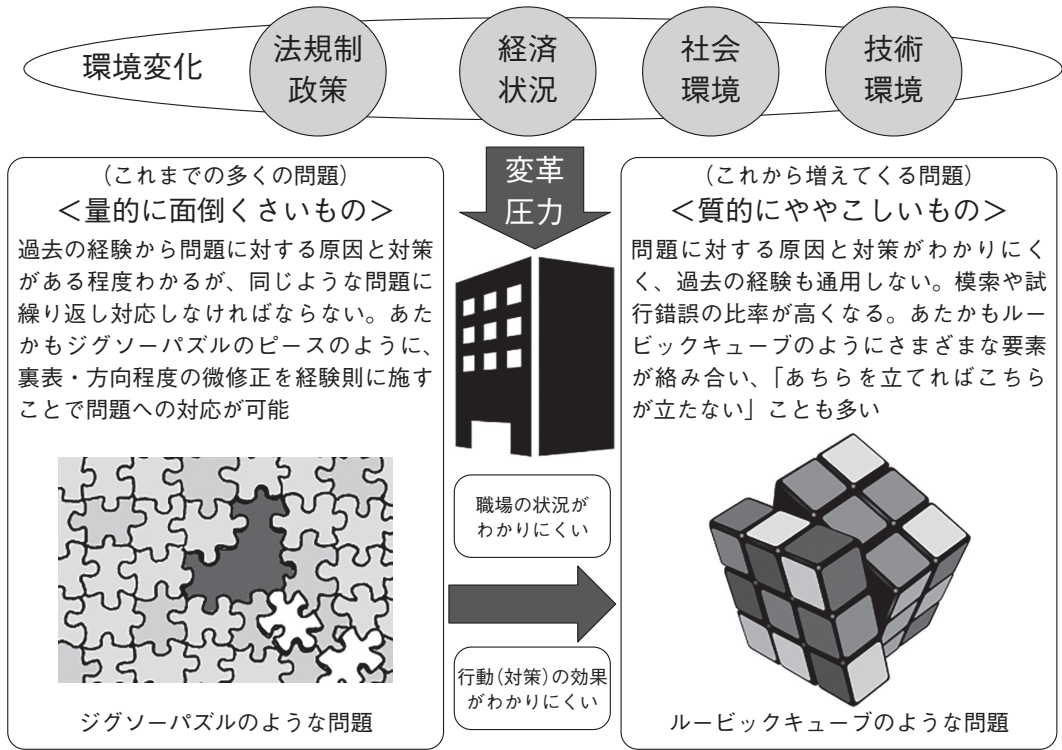 環境変化
法規制
政策
経済
状況
社会
環境
技術
環境
変革
圧力
(これまでの多くの問題)
＜量的に面倒くさいもの＞
過去の経験から問題に対する原因と対策
がある程度わかるが、同じような問題に
繰り返し対応しなければならない。あた
かもジグソーパズルのピースのように、
裏表・方向程度の微修正を経験則に施す
ことで問題への対応が可能
ジグソーパズルのような問題
職場の状況が
わかりにくい
行動(対策)の効果
がわかりにくい
(これから増えてくる問題)
＜質的にややこしいもの＞
問題に対する原因と対策がわかりにく
く、過去の経験も通用しない。模索や試
行錯誤の比率が高くなる。あたかもルー
ビックキューブのようにさまざまな要素
が絡み合い、「あちらを立てればこちら
が立たない」ことも多い
ルービックキューブのような問題